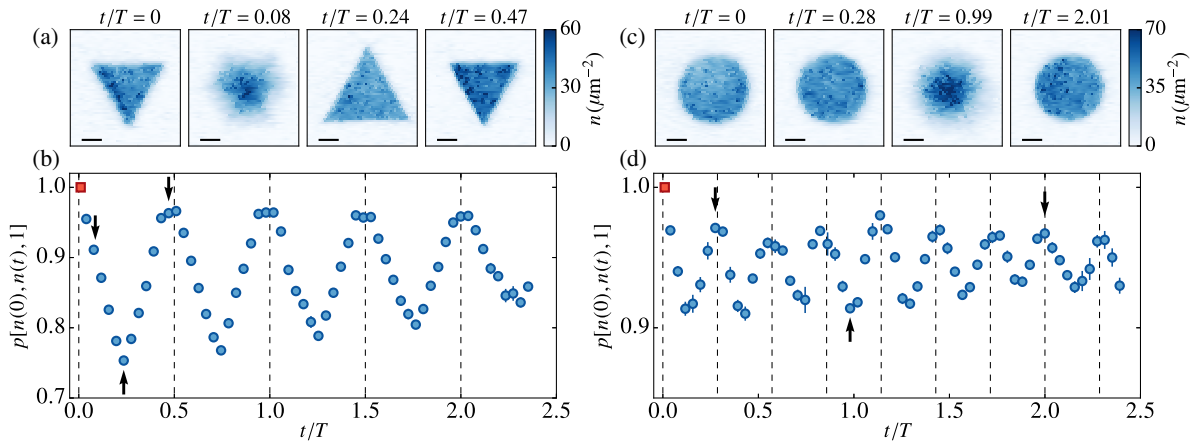 (a) t/T = 0 t/T = 0.08 t/T = 0.24 t/T = 0.47
60
30
0
n (μm⁻²)
(c) t/T = 0 t/T = 0.28 t/T = 0.99 t/T = 2.01
70
35
0
n (μm⁻²)
(b)
1.0
0.9
0.8
0.7
p[n(0), n(t), 1]
0.0 0.5 1.0 1.5 2.0 2.5
t/T
(d)
1.0
0.9
p[n(0), n(t), 1]
0.0 0.5 1.0 1.5 2.0 2.5
t/T